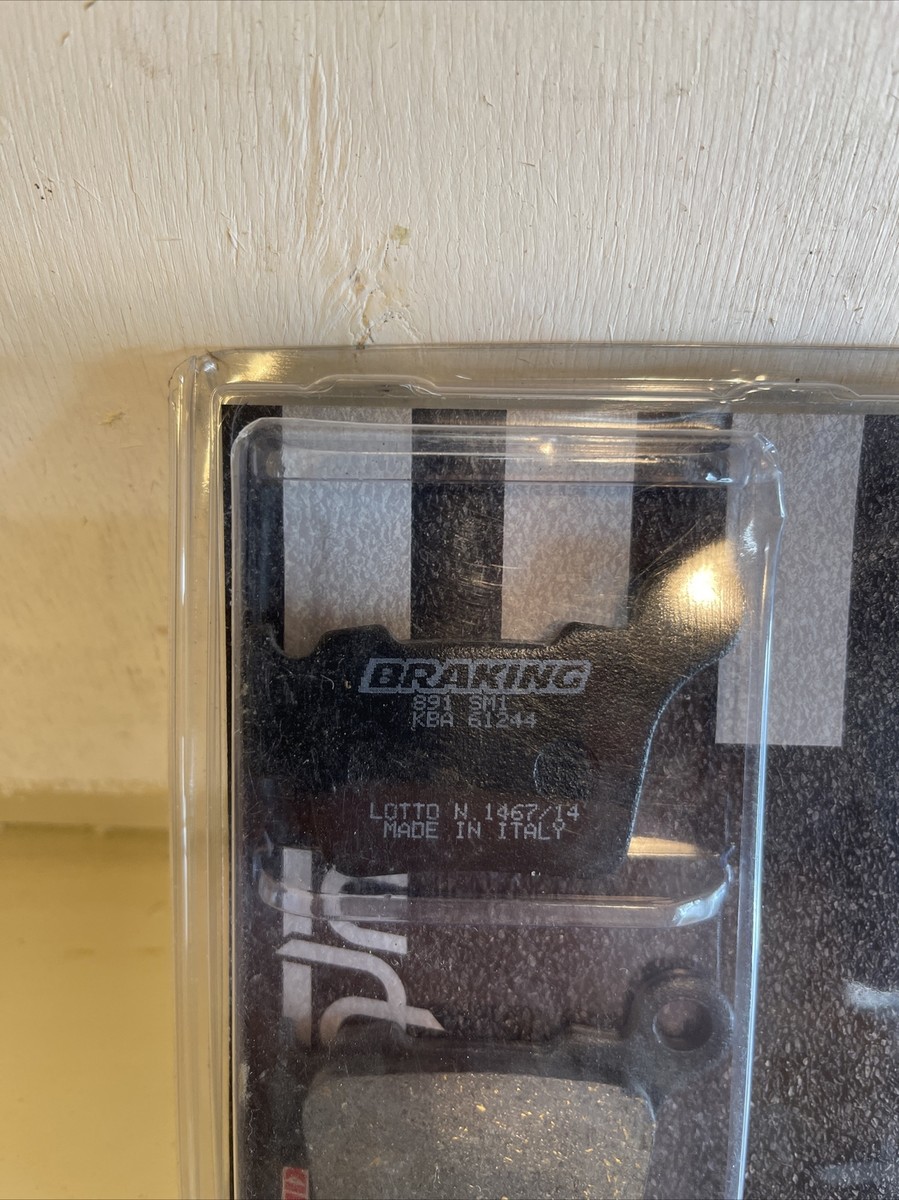 BRAKING
891 SM1
KBA 61244
LOTTO N.1467/14
MADE IN ITALY